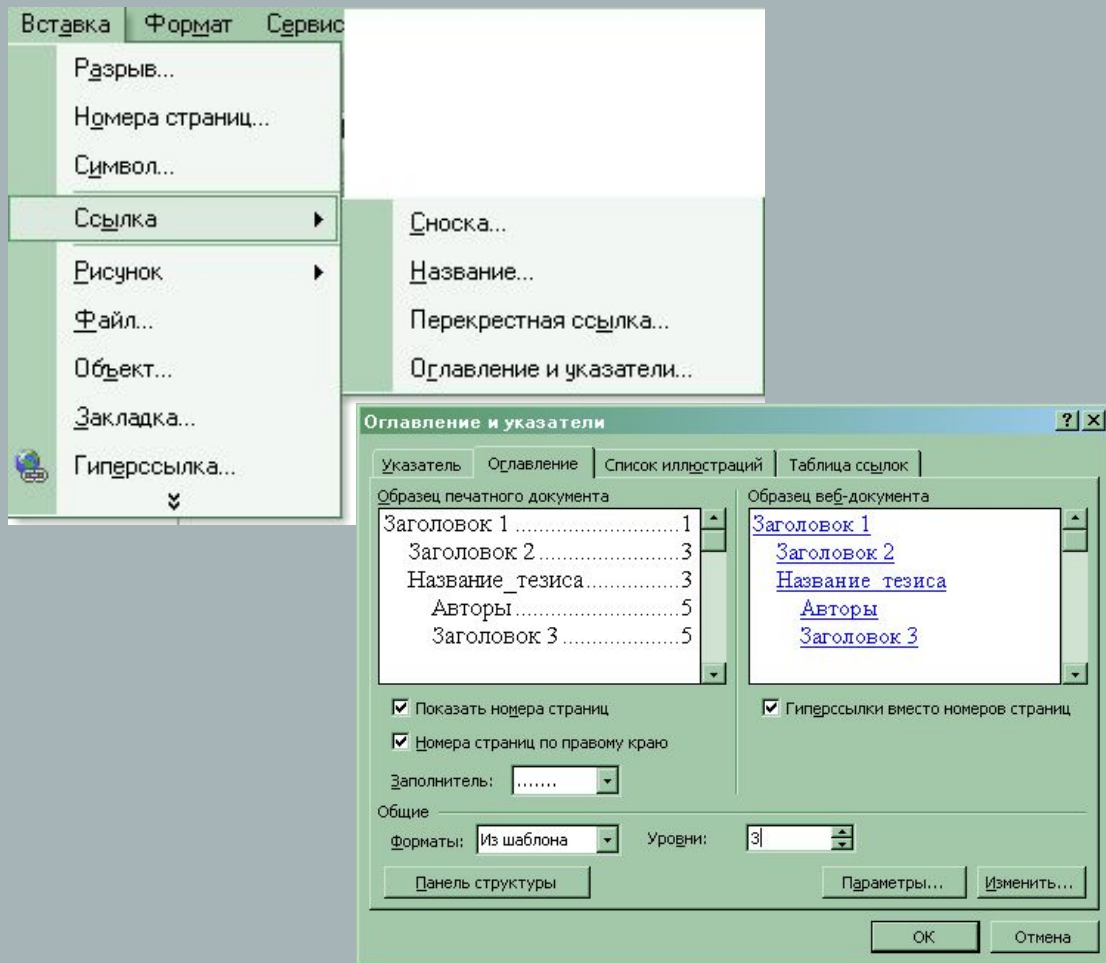 Вставка Формат Сервис
Разрыв...
Номера страниц...
Символ...
Ссылка
Рисунок
Файл...
Объект...
Закладка...
Гиперссылка...
Сноска...
Название...
Перекрестная ссылка...
Оглавление и указатели...
Оглавление и указатели
Указатель Оглавление Список иллюстраций Таблица ссылок
Образец печатного документа
Заголовок 1..........................1
Заголовок 2......................3
Название_тезиса...............3
Авторы...........................5
Заголовок 3...................5
Образец веб-документа
Заголовок 1
Заголовок 2
Название_тезиса
Авторы
Заголовок 3
Показать номера страниц
Номера страниц по правому краю
Заполнитель: .......
Гиперссылки вместо номеров страниц
Общие
Форматы: Из шаблона Уровни: 3
Панель структуры Параметры... Изменить...
ОК Отмена